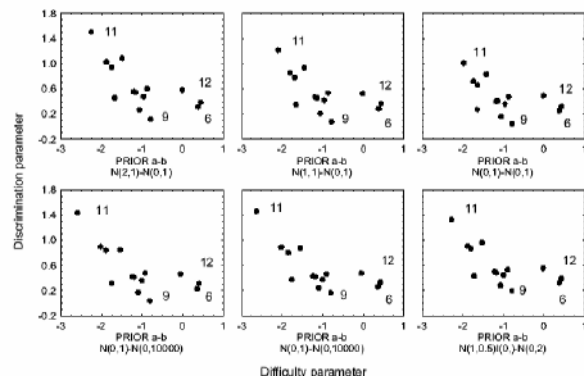 1.8
1.2
0.6
0.0
11
12
9
6
11
12
9
6
11
12
9
6
-3 -2 -1 0 1
-3 -2 -1 0 1
-3 -2 -1 0 1
PRIOR a-b
N(2,1)-N(0,1)
PRIOR a-b
N(1,1)-N(0,1)
PRIOR a-b
N(0,1)-N(0,1)
Discrimination parameter
1.8
1.4
1.0
0.6
0.2
-0.2
11
12
9
6
11
12
9
6
11
12
9
6
-3 -2 -1 0 1
-3 -2 -1 0 1
-3 -2 -1 0 1
PRIOR a-b
N(0,1)-N(0,10000)
PRIOR a-b
N(0,1)-N(0,10000)
PRIOR a-b
N(1,0.5)I(0,)-N(0,2)
Difficulty parameter